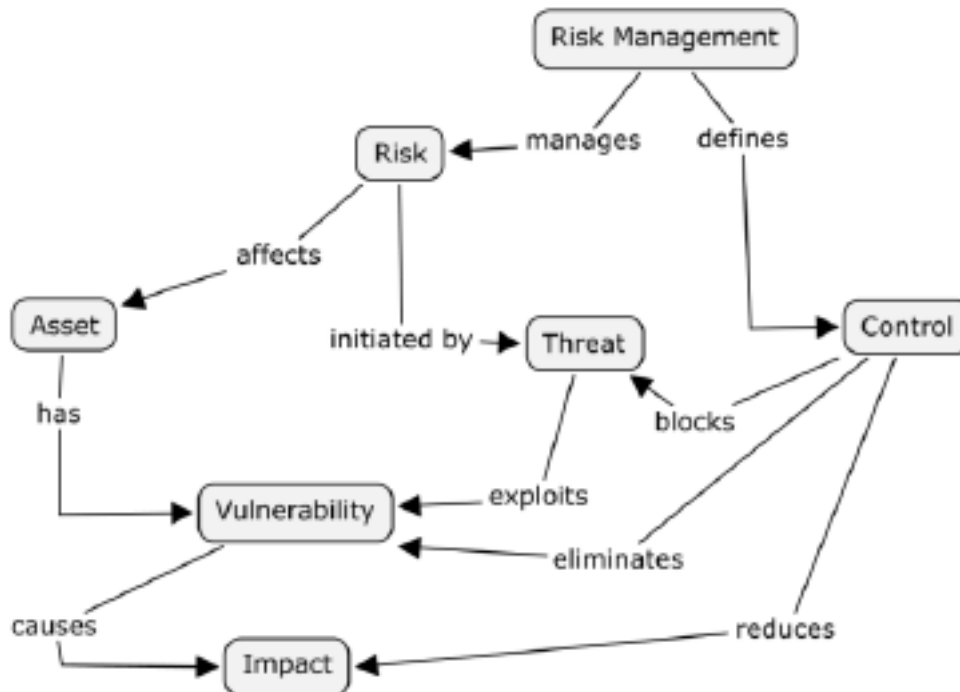 Risk Management
manages
defines
Risk
affects
Asset
initiated by
Threat
Control
has
blocks
Vulnerability
exploits
eliminates
causes
reduces
Impact